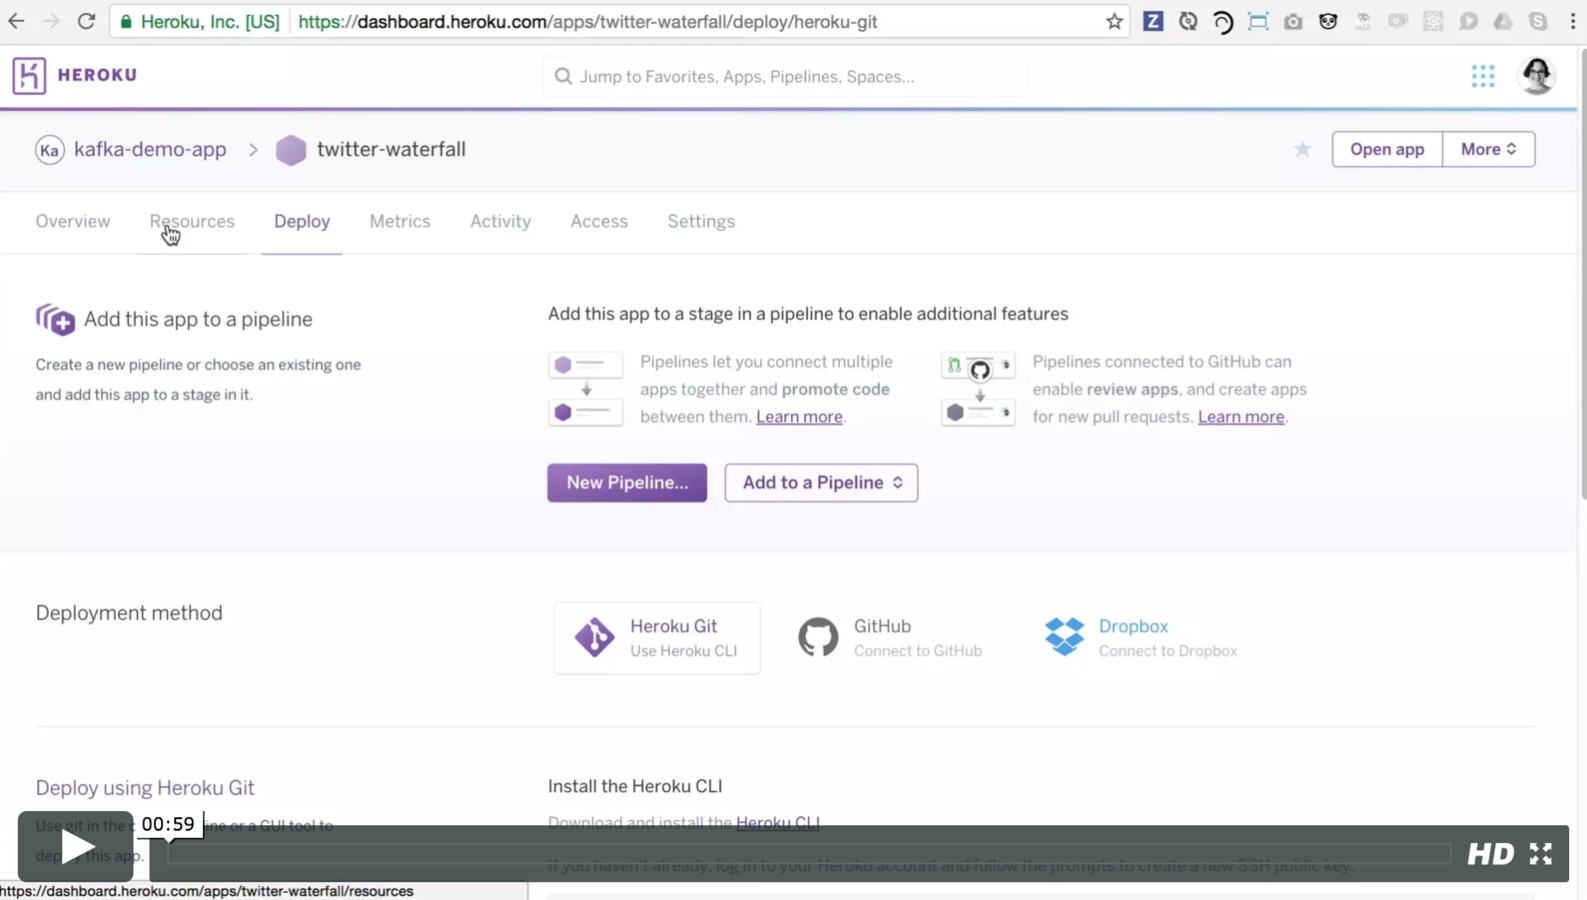 Heroku, Inc. [US] https://dashboard.heroku.com/apps/twitter-waterfall/deploy/heroku-git
HEROKU
Jump to Favorites, Apps, Pipelines, Spaces...
Ka kafka-demo-app > twitter-waterfall
Open app More
Overview Resources Deploy Metrics Activity Access Settings
Add this app to a pipeline
Create a new pipeline or choose an existing one
and add this app to a stage in it.
Add this app to a stage in a pipeline to enable additional features
Pipelines let you connect multiple
apps together and promote code
between them. Learn more.
Pipelines connected to GitHub can
enable review apps, and create apps
for new pull requests. Learn more.
New Pipeline... Add to a Pipeline
Deployment method
Heroku Git
Use Heroku CLI
GitHub
Connect to GitHub
Dropbox
Connect to Dropbox
Deploy using Heroku Git
Use git in the line or a GUI tool to
deploy this app.
Install the Heroku CLI
Download and install the Heroku CLI.
If you haven't already, log in to your Heroku account and follow the prompts to create a new SSH public key.
00:59
HD
https://dashboard.heroku.com/apps/twitter-waterfall/resources